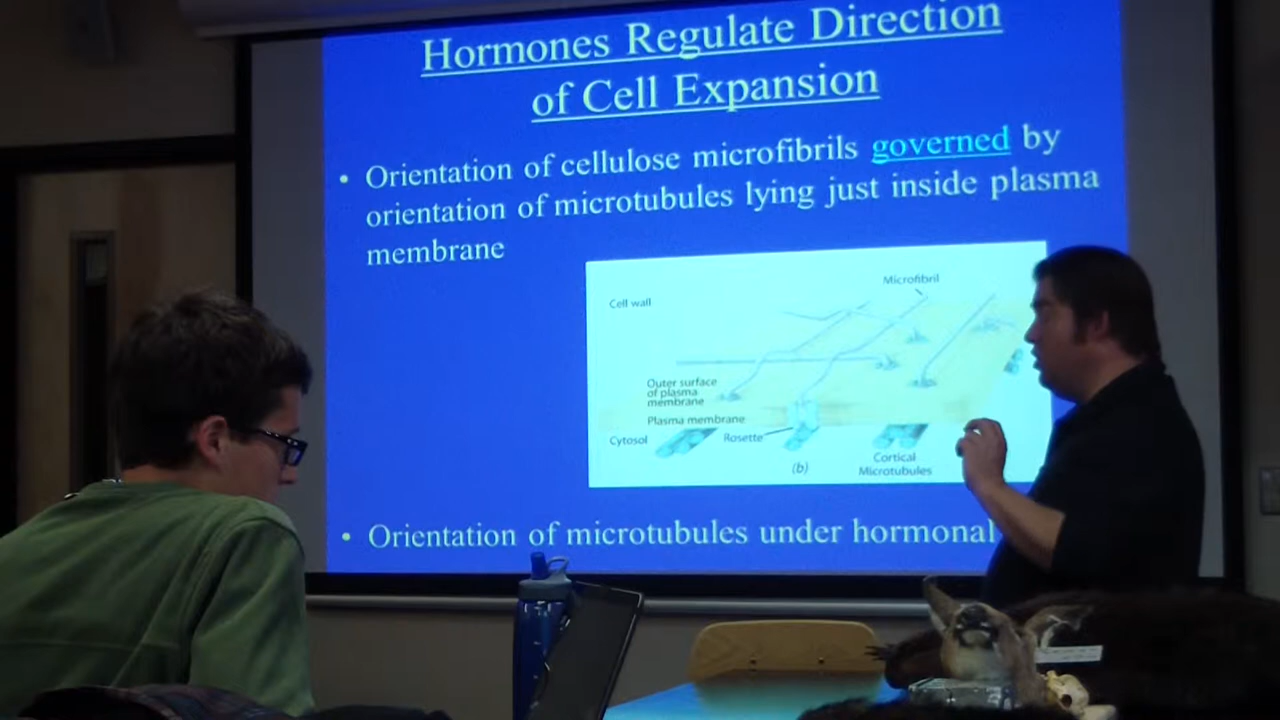 Hormones Regulate Direction
of Cell Expansion
• Orientation of cellulose microfibrils governed by
orientation of microtubules lying just inside plasma
membrane
Microfibril
Cell wall
Outer surface
of plasma
membrane
Plasma membrane
Cytosol
Rosette
Cortical
Microtubules
(b)
• Orientation of microtubules under hormonal